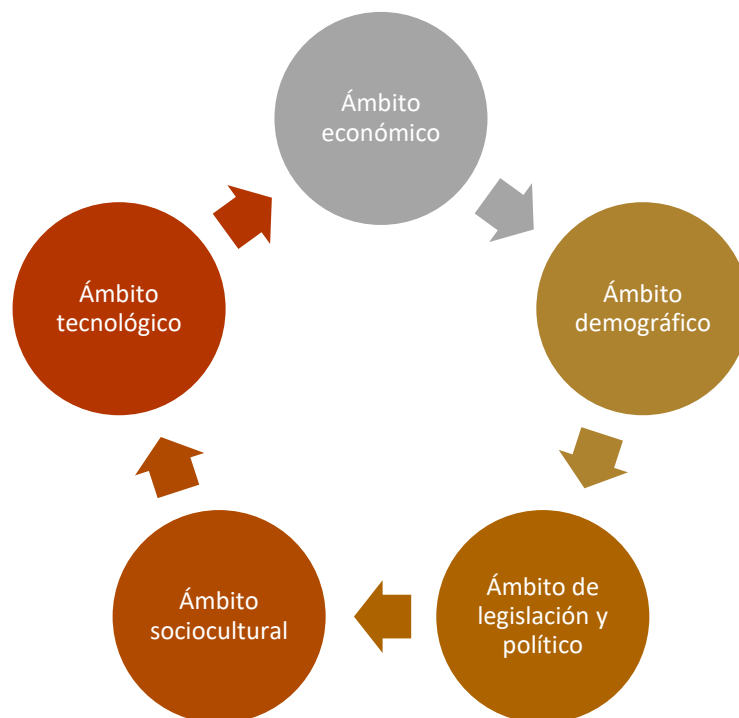 Ámbito
económico
Ámbito
demográfico
Ámbito de
legislación y
político
Ámbito
sociocultural
Ámbito
tecnológico